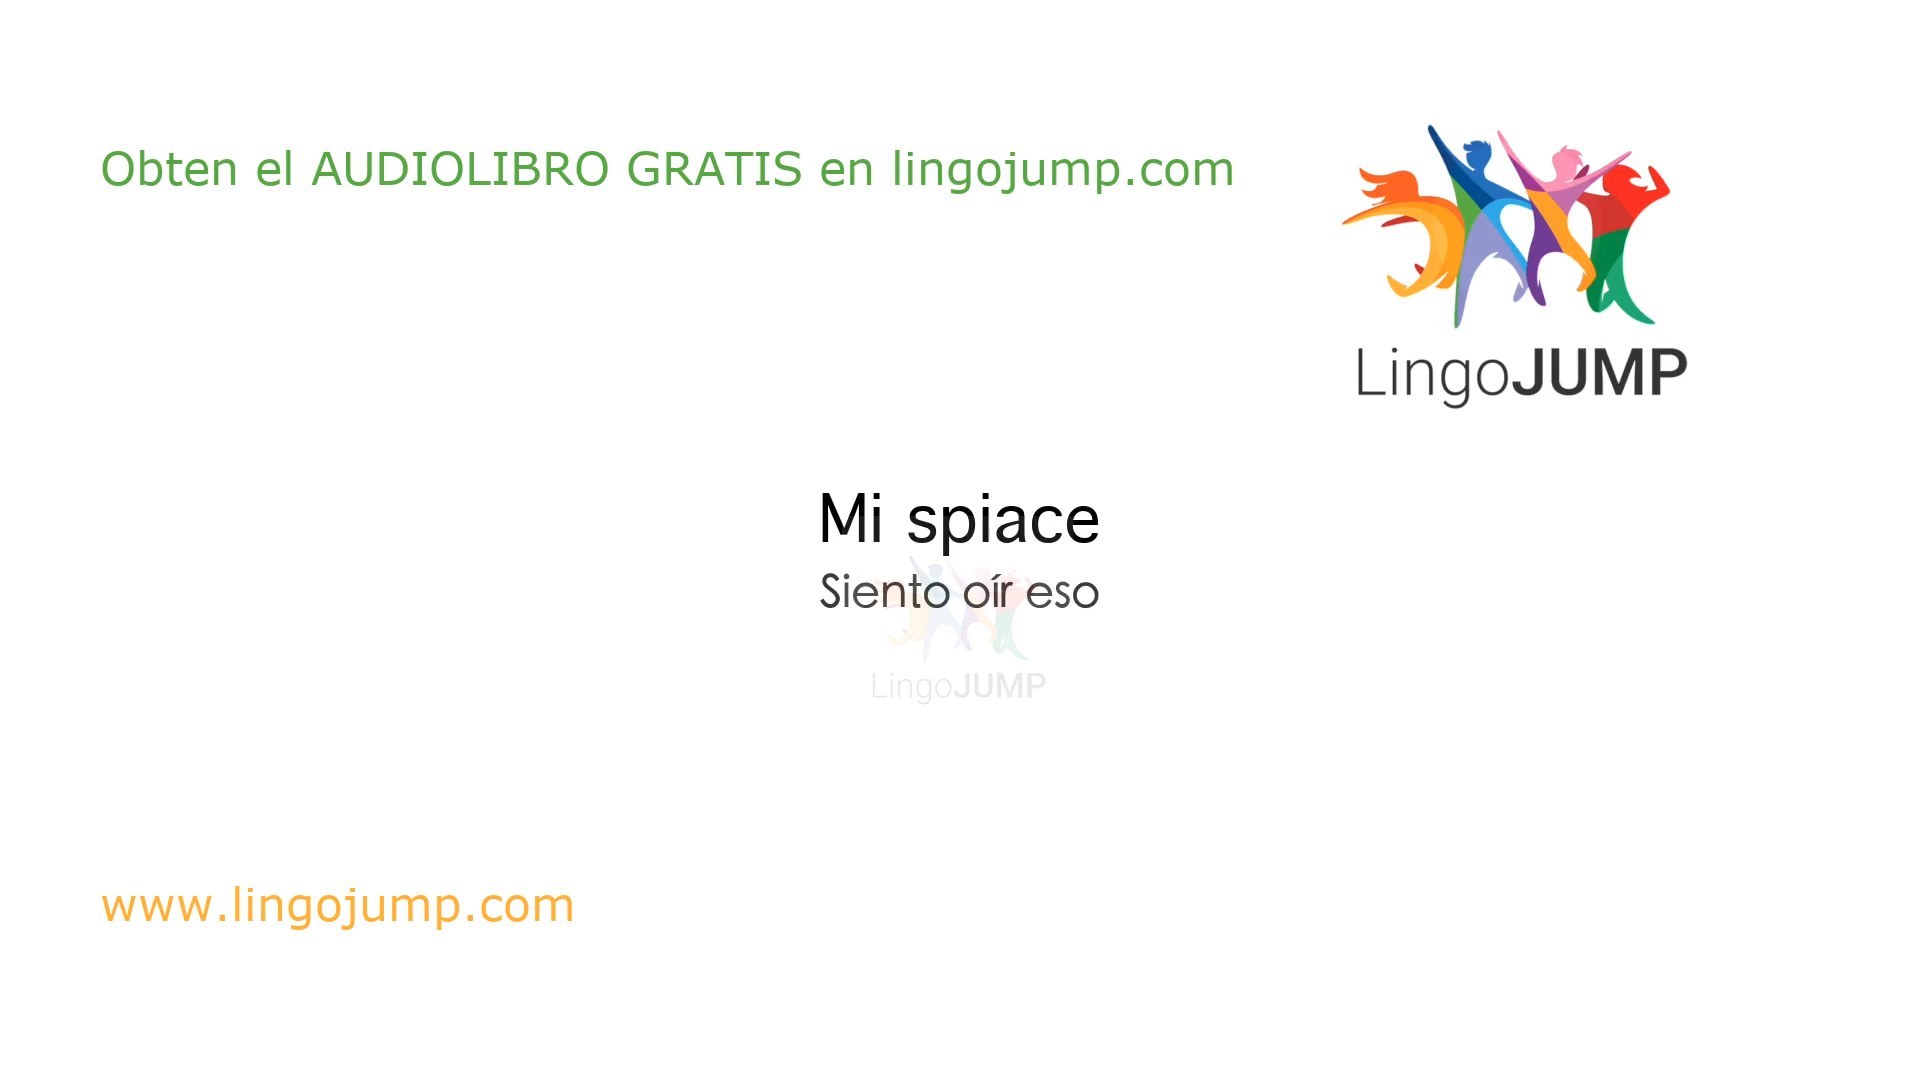 Obten el AUDIOLIBRO GRATIS en lingojump.com
LingoJUMP
Mi spiace
Siento oír eso
LingoJUMP
www.lingojump.com